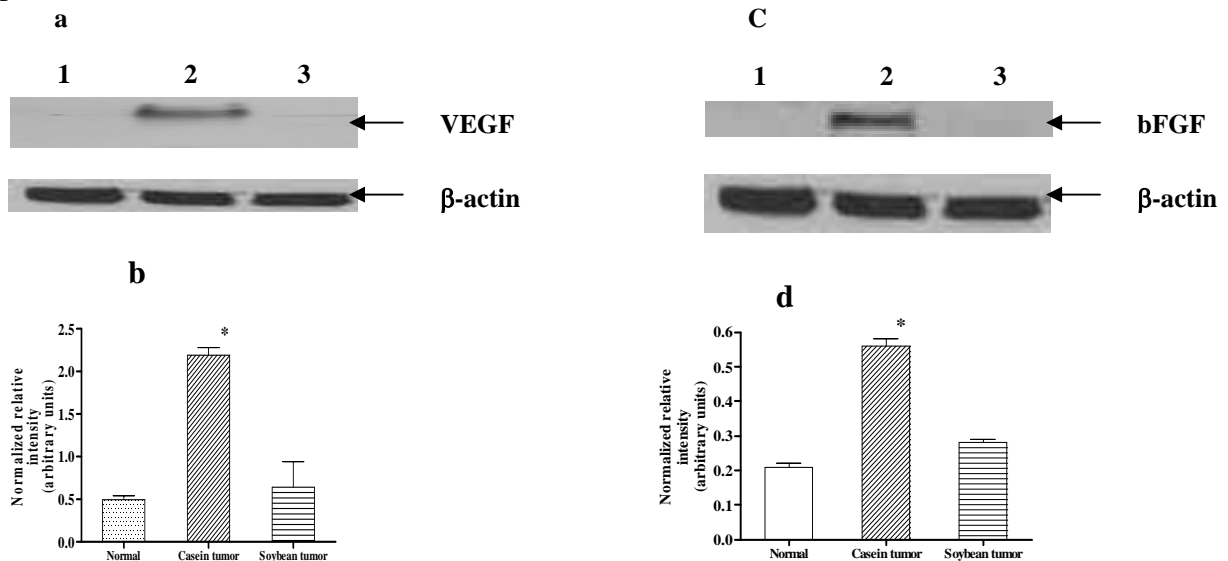 a
1 2 3
VEGF
β-actin
b
Normalized relative
intensity
(arbitrary units)
2.5
2.0
1.5
1.0
0.5
0.0
*
Normal Casein tumor Soybean tumor
C
1 2 3
bFGF
β-actin
d
Normalized relative
intensity
(arbitrary units)
0.6
0.5
0.4
0.3
0.2
0.1
0.0
*
Normal Casein tumor Soybean tumor